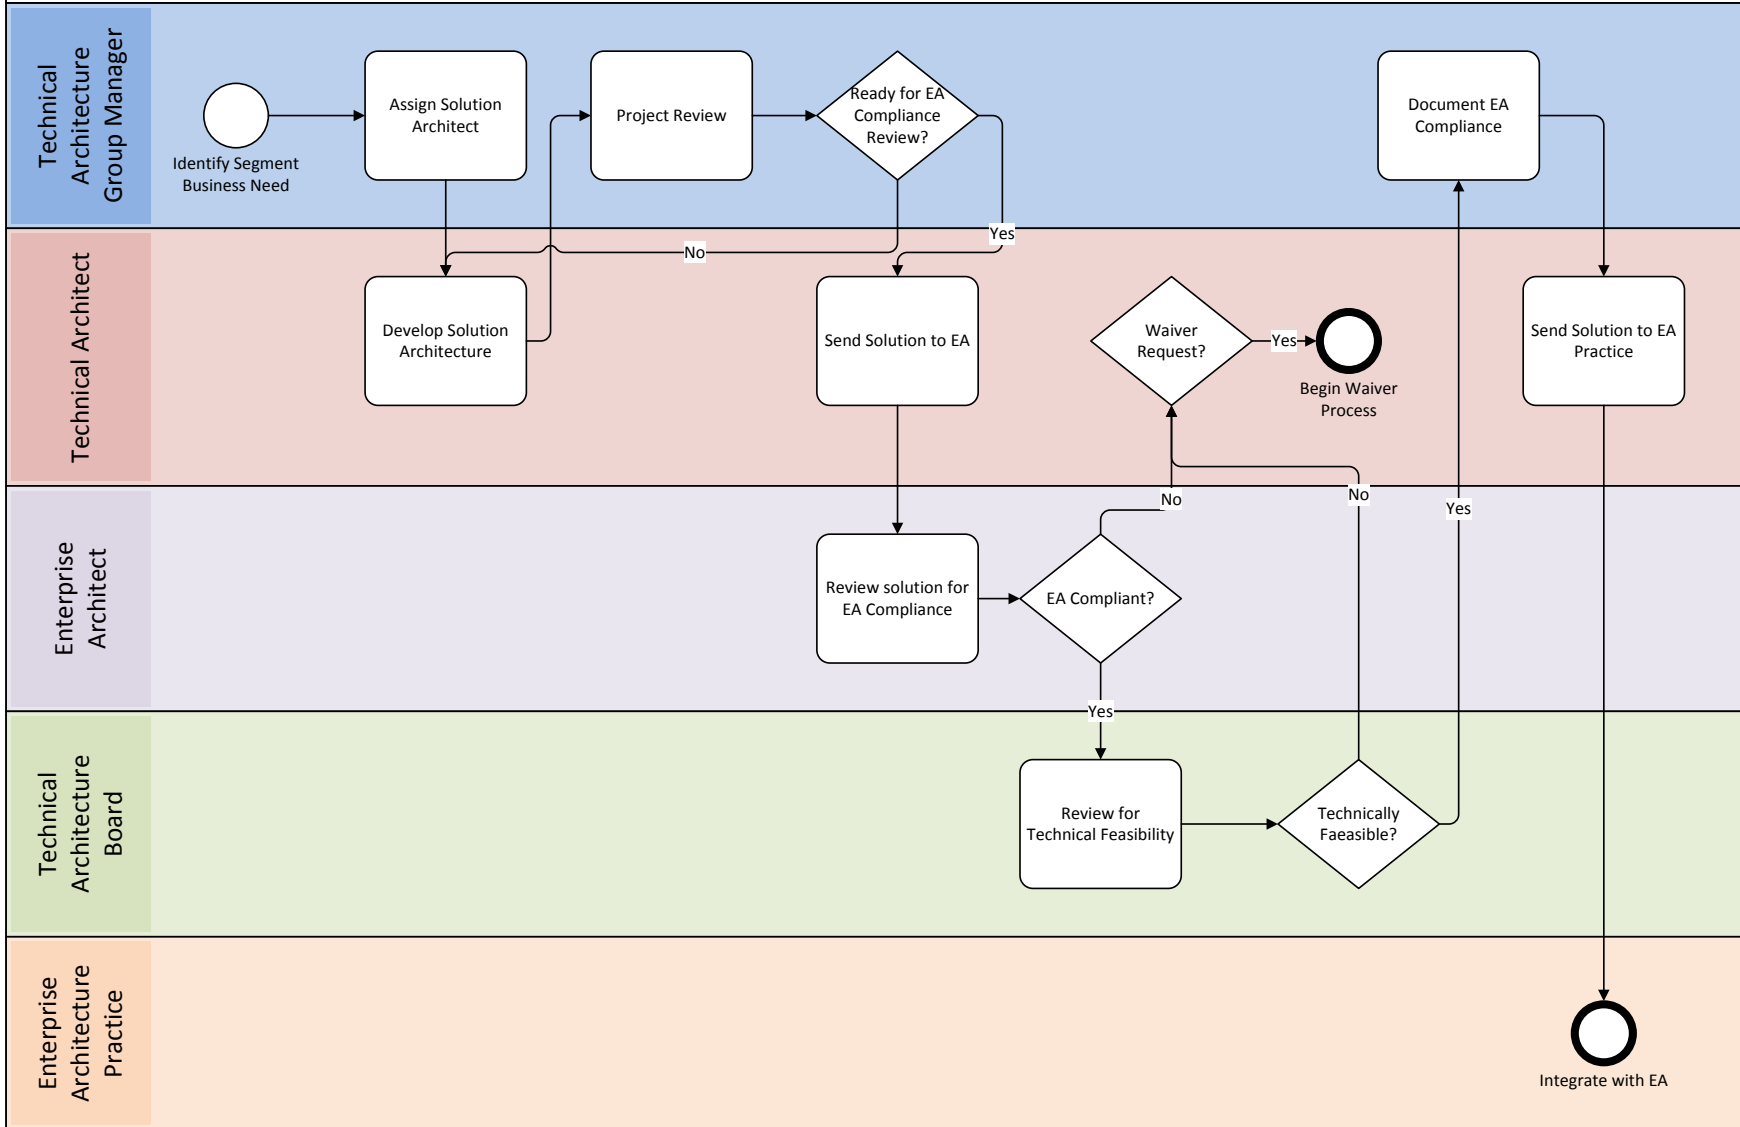 Technical
Architecture
Group Manager
Identify Segment
Business Need
Assign Solution
Architect
Project Review
Ready for EA
Compliance
Review?
Document EA
Compliance
Yes
No
Technical Architect
Develop Solution
Architecture
Send Solution to EA
Waiver
Request?
Yes
Begin Waiver
Process
Send Solution to EA
Practice
No
No
Yes
Enterprise
Architect
Review solution for
EA Compliance
EA Compliant?
Yes
Technical
Architecture
Board
Review for
Technical Feasibility
Technically
Faeasible?
Enterprise
Architecture
Practice
Integrate with EA